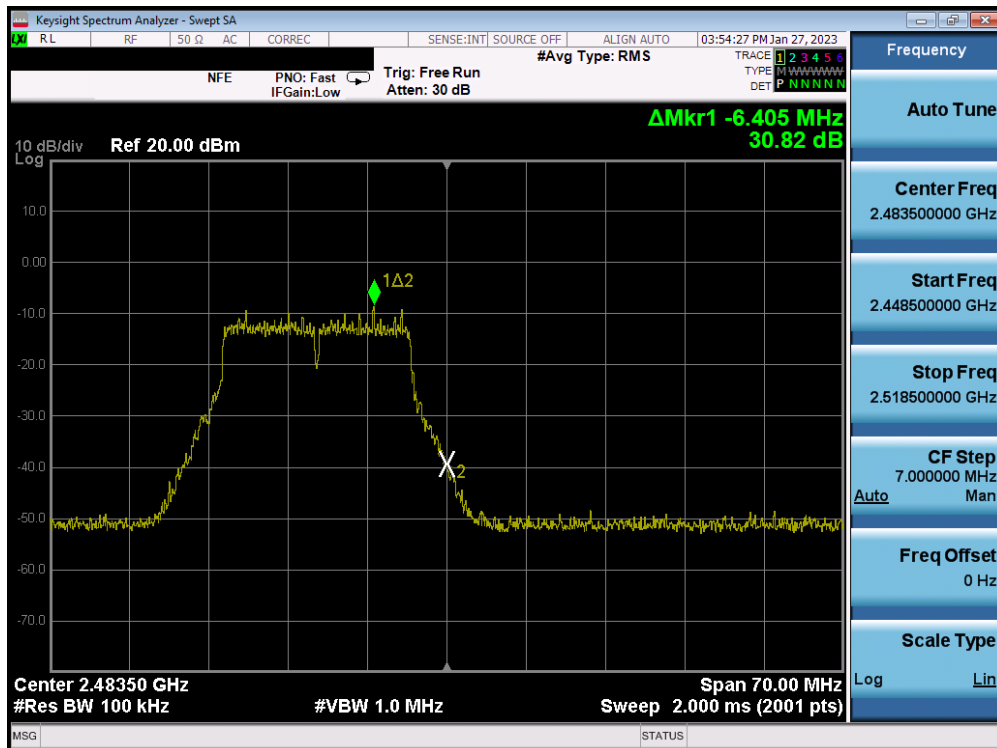 Keysight Spectrum Analyzer - Swept SA
LXI RL RF 50 Ω AC CORREC SENSE:INT SOURCE OFF ALIGN AUTO 03:54:27 PM Jan 27, 2023
#Avg Type: RMS
TRACE 1 2 3 4 5 6
NFE PNO: Fast Trig: Free Run TYPE M W W W W W
IFGain:Low Atten: 30 dB DET P N N N N N
ΔMkr1 -6.405 MHz
30.82 dB
10 dB/div Ref 20.00 dBm
Log
10.0
0.00
1Δ2
-10.0
-20.0
-30.0
-40.0
2
-50.0
-60.0
-70.0
Center 2.48350 GHz Span 70.00 MHz
#Res BW 100 kHz #VBW 1.0 MHz Sweep 2.000 ms (2001 pts)
MSG STATUS
Frequency
Auto Tune
Center Freq
2.483500000 GHz
Start Freq
2.448500000 GHz
Stop Freq
2.518500000 GHz
CF Step
7.000000 MHz
Auto Man
Freq Offset
0 Hz
Scale Type
Log Lin